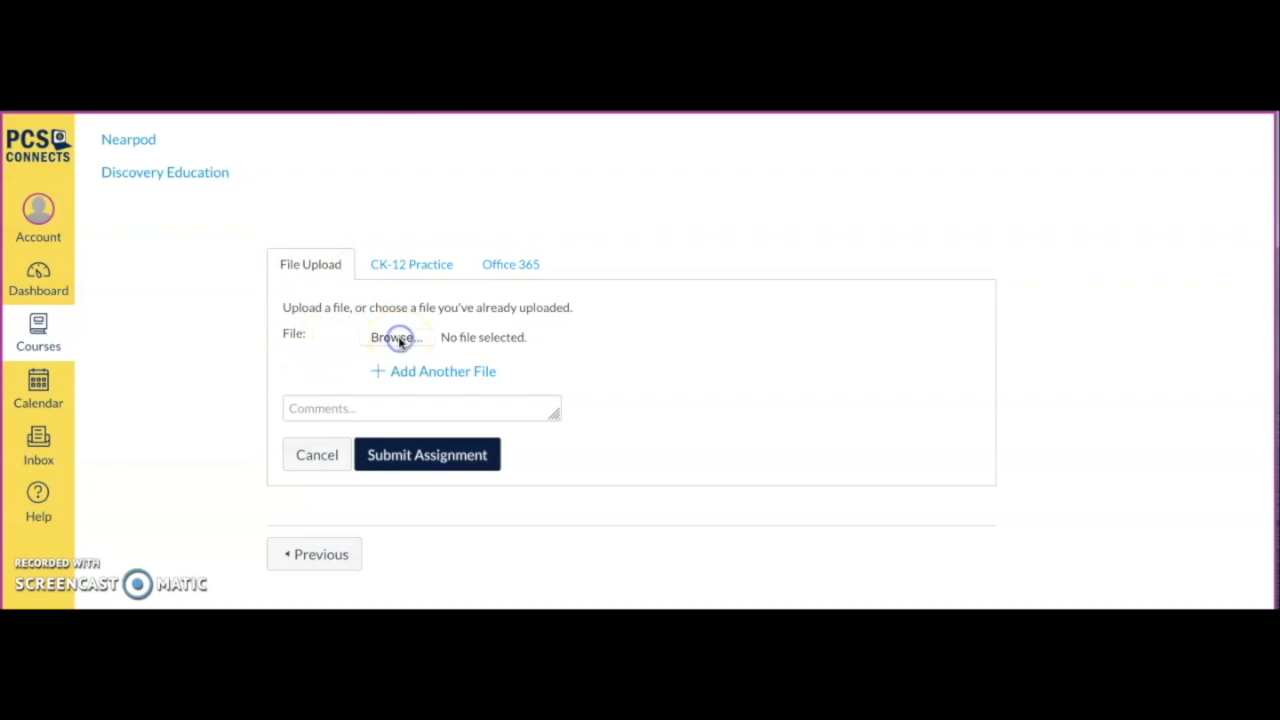 PCS
CONNECTS
Account
Dashboard
Courses
Calendar
Inbox
Help
Nearpod
Discovery Education
File Upload
CK-12 Practice
Office 365
Upload a file, or choose a file you've already uploaded.
File:
Browse... No file selected.
+ Add Another File
Comments...
Cancel
Submit Assignment
Previous
RECORDED WITH
SCREENCAST MATIC